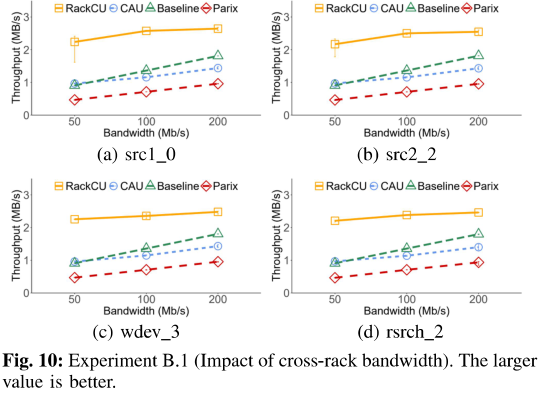 RackCU CAU Baseline Parix
Throughput (MB/s)
3
2
1
0
50 100 200
Bandwidth (Mb/s)
(a) src1_0
RackCU CAU Baseline Parix
Throughput (MB/s)
3
2
1
0
50 100 200
Bandwidth (Mb/s)
(b) src2_2
RackCU CAU Baseline Parix
Throughput (MB/s)
3
2
1
0
50 100 200
Bandwidth (Mb/s)
(c) wdev_3
RackCU CAU Baseline Parix
Throughput (MB/s)
3
2
1
0
50 100 200
Bandwidth (Mb/s)
(d) rsrch_2
Fig. 10: Experiment B.1 (Impact of cross-rack bandwidth). The larger
value is better.